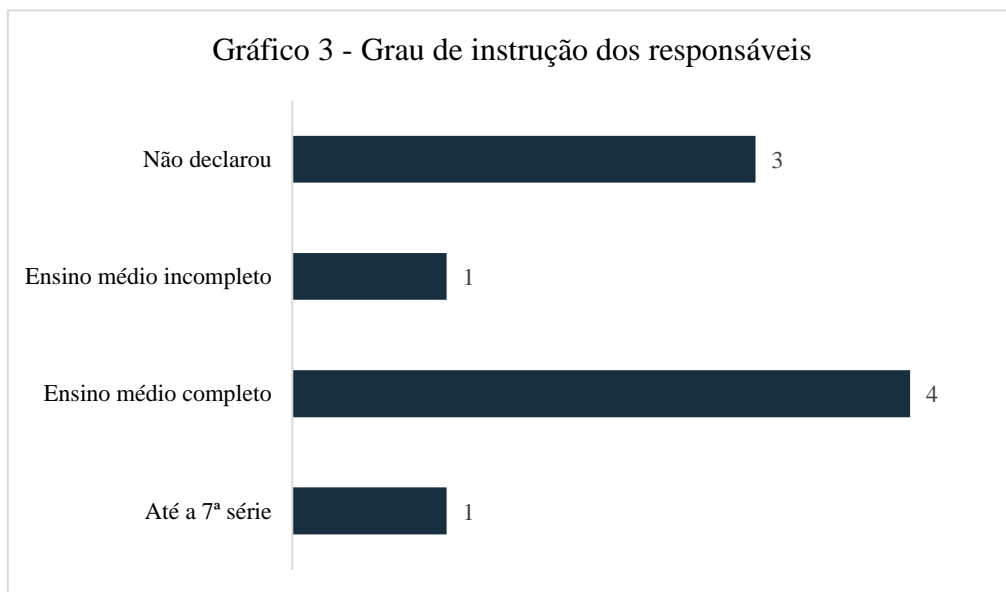 Gráfico 3 - Grau de instrução dos responsáveis
Não declarou
3
Ensino médio incompleto
1
Ensino médio completo
4
Até a 7ª série
1